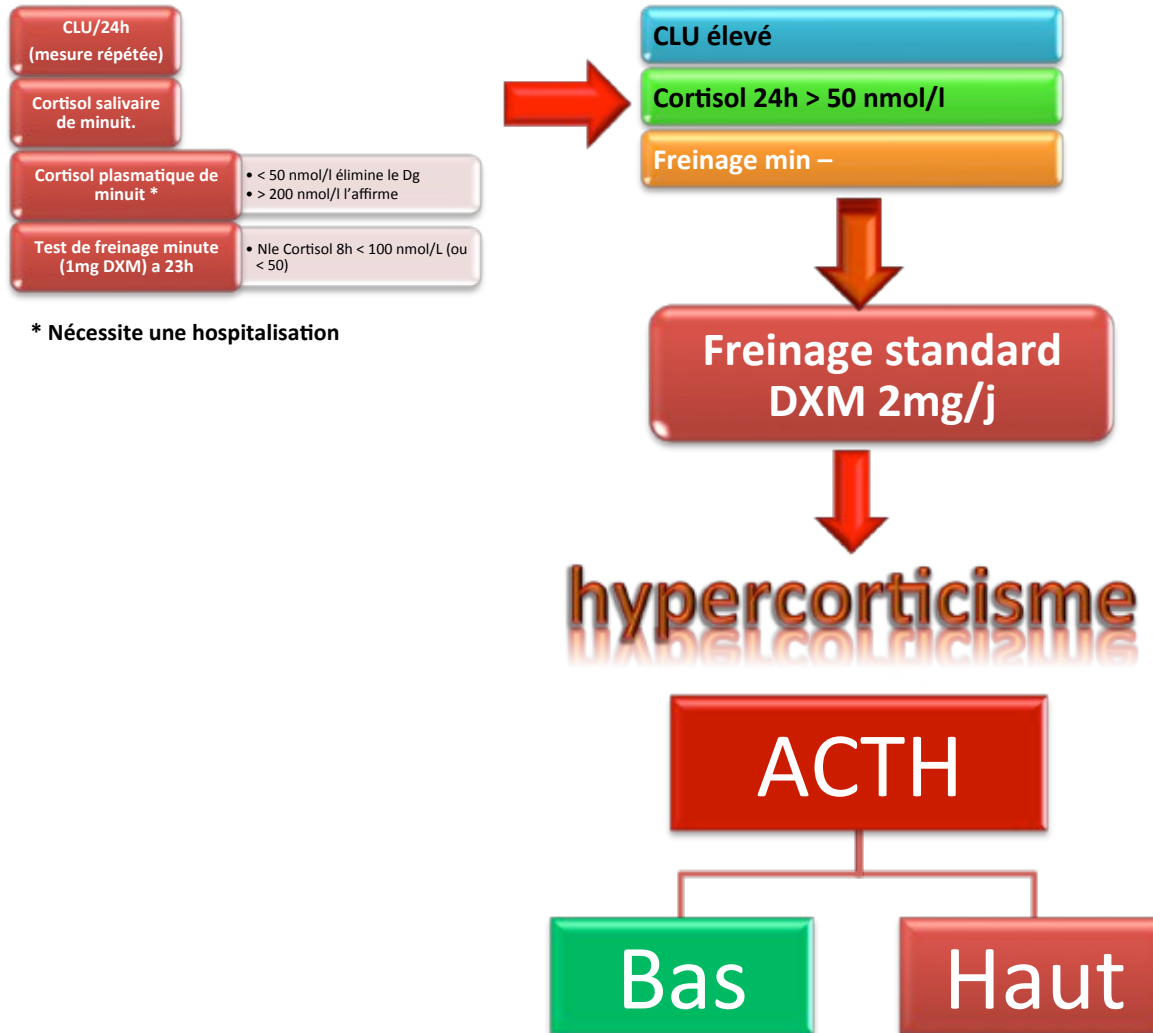 CLU/24h
(mesure répétée)
Cortisol salivaire
de minuit.
Cortisol plasmatique de
minuit *
• < 50 nmol/l élimine le Dg
• > 200 nmol/l l’affirme
Test de freinage minute
(1mg DXM) a 23h
• Nle Cortisol 8h < 100 nmol/L (ou
< 50)
* Nécessite une hospitalisation
CLU élevé
Cortisol 24h > 50 nmol/l
Freinage min –
Freinage standard
DXM 2mg/j
hypercorticisme
ACTH
Bas
Haut